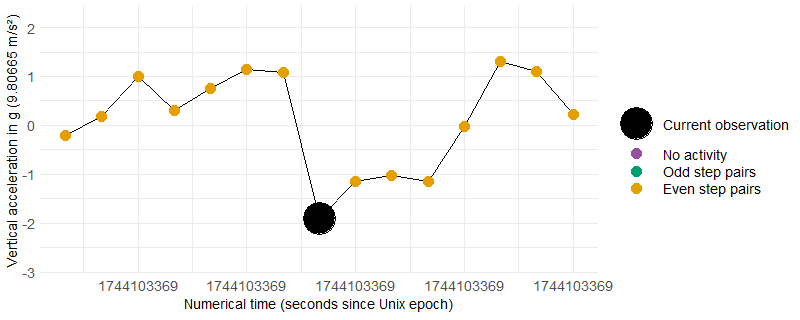 Vertical acceleration in g (9.80665 m/s²)
2
1
0
-1
-2
-3
1744103369 1744103369 1744103369 1744103369 1744103369
Numerical time (seconds since Unix epoch)
Current observation
No activity
Odd step pairs
Even step pairs